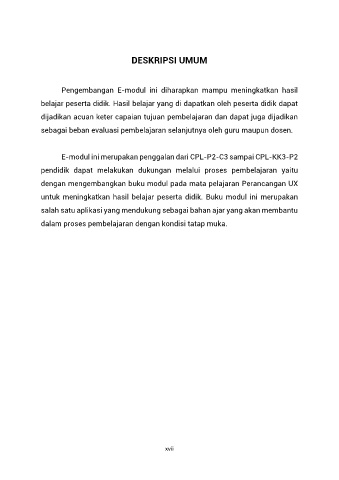 DESKRIPSI UMUM
Pengembangan E-modul ini diharapkan mampu meningkatkan hasil
belajar peserta didik. Hasil belajar yang di dapatkan oleh peserta didik dapat
dijadikan acuan keter capaian tujuan pembelajaran dan dapat juga dijadikan
sebagai beban evaluasi pembelajaran selanjutnya oleh guru maupun dosen.
E-modul ini merupakan penggalan dari CPL-P2-C3 sampai CPL-KK3-P2
pendidik dapat melakukan dukungan melalui proses pembelajaran yaitu
dengan mengembangkan buku modul pada mata pelajaran Perancangan UX
untuk meningkatkan hasil belajar peserta didik. Buku modul ini merupakan
salah satu aplikasi yang mendukung sebagai bahan ajar yang akan membantu
dalam proses pembelajaran dengan kondisi tatap muka.
xvii